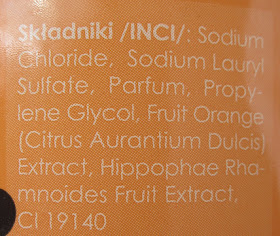 Składniki /INCI/: Sodium
Chloride, Sodium Lauryl
Sulfate, Parfum, Propy-
lene Glycol, Fruit Orange
(Citrus Aurantium Dulcis)
Extract, Hippophae Rha-
mnoides Fruit Extract,
CI 19140